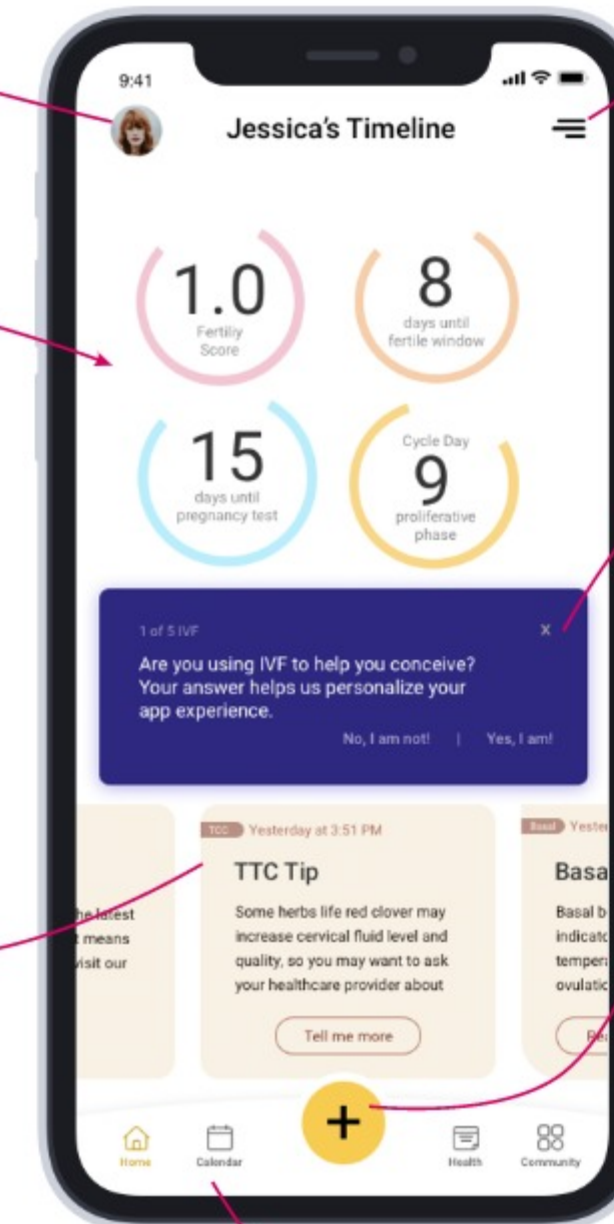 9:41
Jessica's Timeline
1.0
Fertiliy
Score
8
days until
fertile window
15
days until
pregnancy test
Cycle Day
9
proliferative
phase
1 of 5 IVF
X
Are you using IVF to help you conceive?
Your answer helps us personalize your
app experience.
No, I am not! | Yes, I am!
he latest
t means
visit our
TCC Yesterday at 3:51 PM
TTC Tip
Some herbs life red clover may
increase cervical fluid level and
quality, so you may want to ask
your healthcare provider about
Tell me more
Basal Yeste
Basa
Basal b
indicato
tempera
ovulatio
Rea
+
Home
Calendar
Health
Community